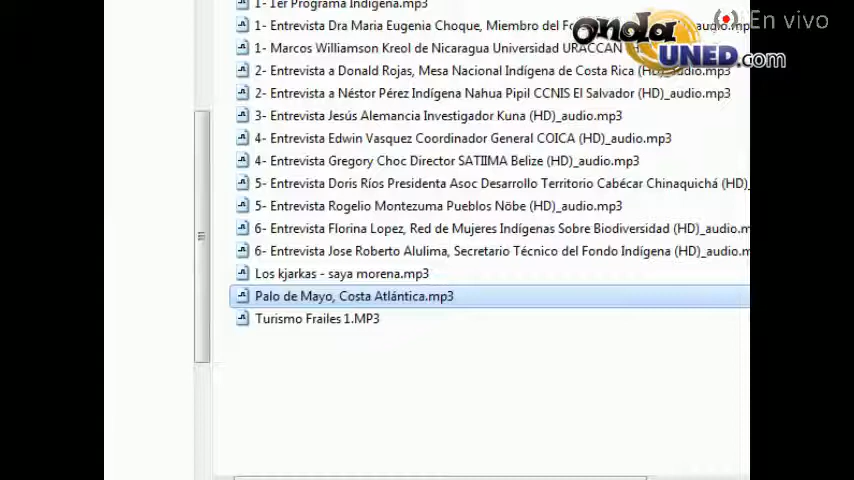 1- 1er Programa Indígena.mp3
1- Entrevista Dra Maria Eugenia Choque, Miembro del Fo
1- Marcos Williamson Kreol de Nicaragua Universidad URACCAN
2- Entrevista a Donald Rojas, Mesa Nacional Indígena de Costa Rica (HD)_audio.mp3
2- Entrevista a Néstor Pérez Indígena Nahua Pipil CCNIS El Salvador (HD)_audio.mp3
3- Entrevista Jesús Alemancia Investigador Kuna (HD)_audio.mp3
4- Entrevista Edwin Vasquez Coordinador General COICA (HD)_audio.mp3
4- Entrevista Gregory Choc Director SATIIMA Belize (HD)_audio.mp3
5- Entrevista Doris Ríos Presidenta Asoc Desarrollo Territorio Cabécar Chinaquichá (HD)_
5- Entrevista Rogelio Montezuma Pueblos Nöbe (HD)_audio.mp3
6- Entrevista Florina Lopez, Red de Mujeres Indígenas Sobre Biodiversidad (HD)_audio.m
6- Entrevista Jose Roberto Alulima, Secretario Técnico del Fondo Indígena (HD)_audio.m
Los kjarkas - saya morena.mp3
Palo de Mayo, Costa Atlántica.mp3
Turismo Frailes 1.MP3
onda
UNED.com
En vivo